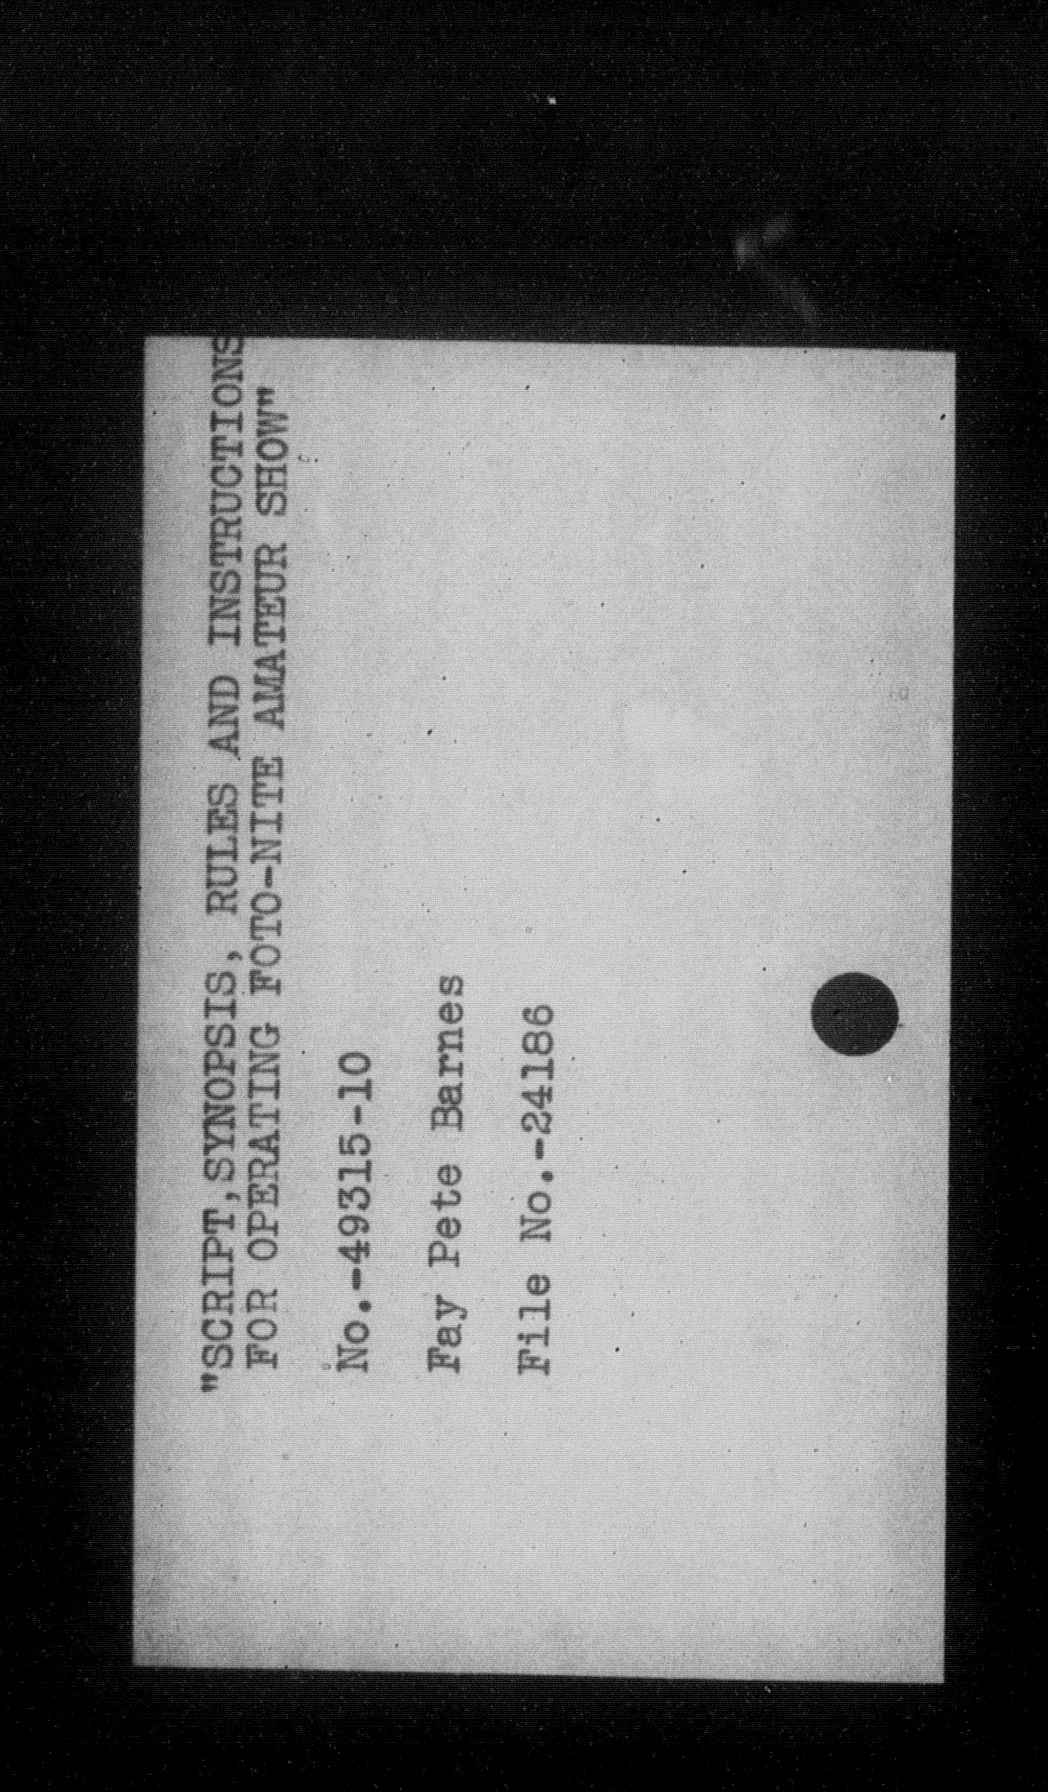 "SCRIPT,SYNOPSIS, RULES AND INSTRUCTIONS
FOR OPERATING FOTO-NITE AMATEUR SHOW"
No.-49315-10
Fay Pete Barnes
File No.-24186